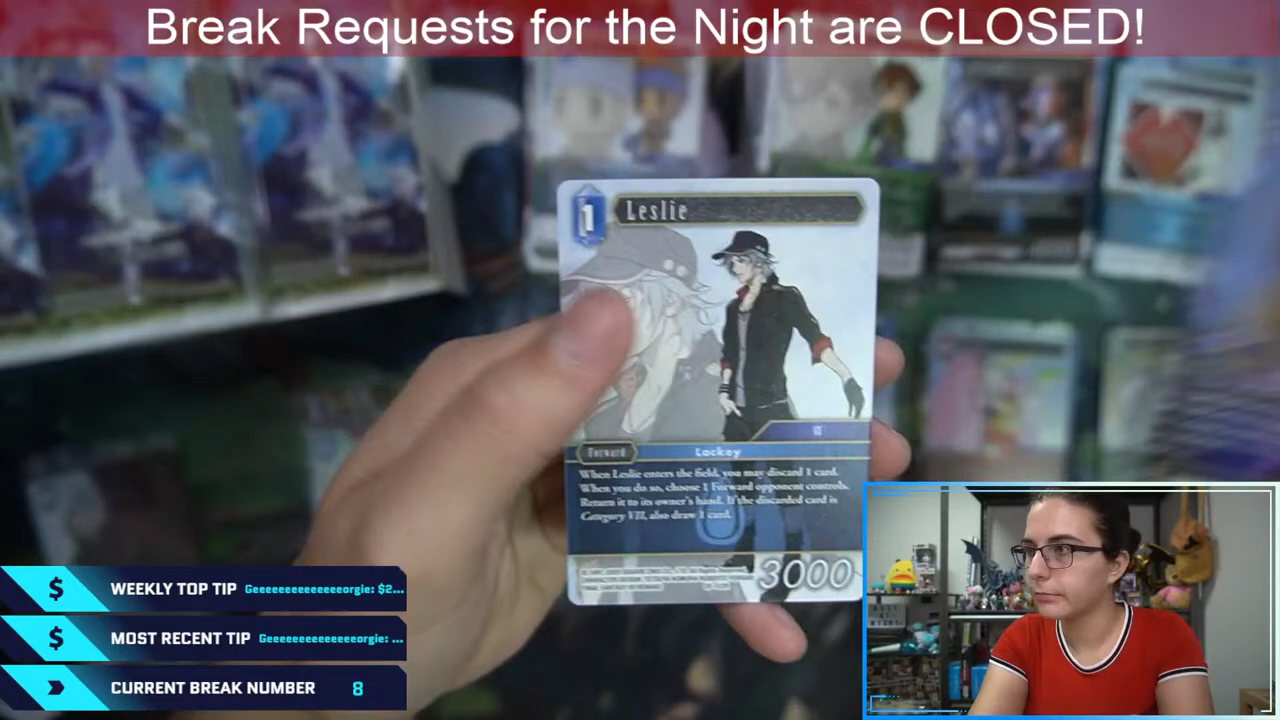 Break Requests for the Night are CLOSED!
1
Leslie
Forward
Lackey
When Leslie enters the field, you may discard 1 card.
When you do so, choose 1 Forward opponent controls.
Return it to its owner's hand. If the discarded card is
Category VII, also draw 1 card.
3000
$ WEEKLY TOP TIP Geeeeeeeeeeeeeeorgie: $2...
$ MOST RECENT TIP Geeeeeeeeeeeeeeorgie: ...
CURRENT BREAK NUMBER 8